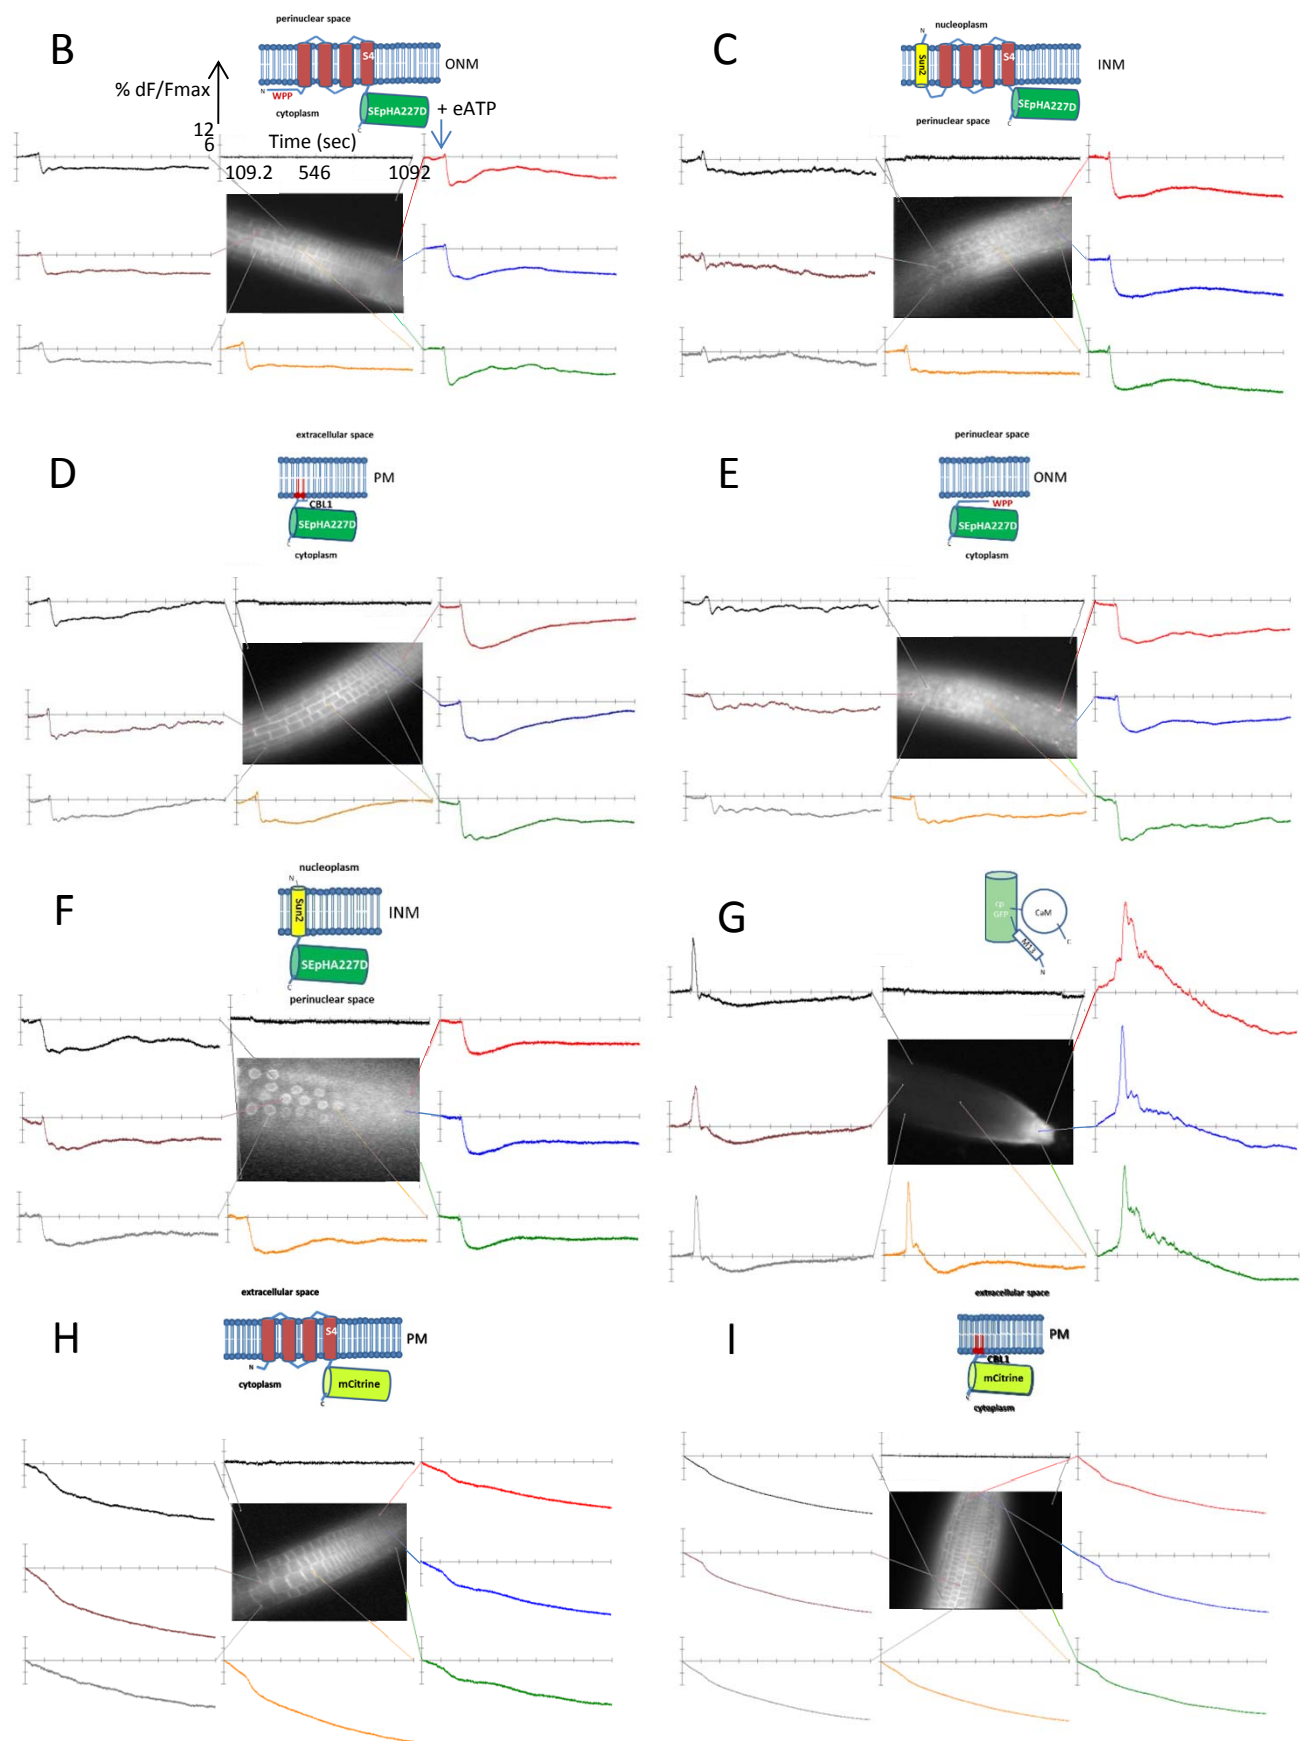 B
perinuclear space
S4
ONM
N
WPP
cytoplasm
SEpHA227D
C
% dF/Fmax
+ eATP
12
6
Time (sec)
109.2 546 1092
C
nucleoplasm
N
Sun2
S4
INM
SEpHA227D
C
perinuclear space
D
extracellular space
PM
CBL1
SEpHA227D
C
cytoplasm
E
perinuclear space
ONM
WPP
SEpHA227D
C
cytoplasm
F
nucleoplasm
N
Sun2
INM
SEpHA227D
C
perinuclear space
G
cp
GFP
CaM
C
M13
N
H
extracellular space
S4
PM
N
cytoplasm
mCitrine
C
I
extracellular space
PM
CBL1
mCitrine
C
cytoplasm